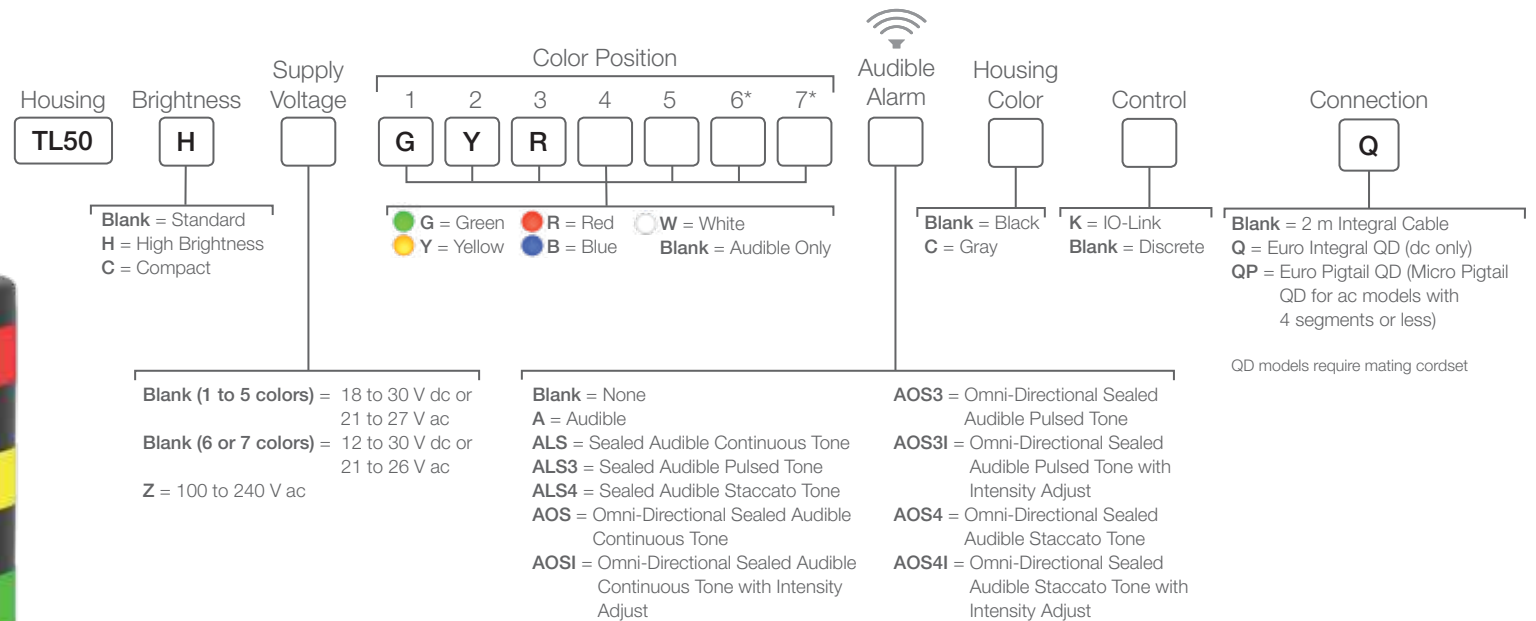 Housing
TL50
Brightness
H
Supply
Voltage
Color Position
1 2 3 4 5 6* 7*
G Y R
Audible
Alarm
Housing
Color
Control
Connection
Q
Blank = Standard
H = High Brightness
C = Compact
G = Green R = Red W = White
Y = Yellow B = Blue Blank = Audible Only
Blank = Black
C = Gray
K = IO-Link
Blank = Discrete
Blank = 2 m Integral Cable
Q = Euro Integral QD (dc only)
QP = Euro Pigtail QD (Micro Pigtail
QD for ac models with
4 segments or less)
QD models require mating cordset
Blank (1 to 5 colors) = 18 to 30 V dc or
21 to 27 V ac
Blank (6 or 7 colors) = 12 to 30 V dc or
21 to 26 V ac
Z = 100 to 240 V ac
Blank = None
A = Audible
ALS = Sealed Audible Continuous Tone
ALS3 = Sealed Audible Pulsed Tone
ALS4 = Sealed Audible Staccato Tone
AOS = Omni-Directional Sealed Audible
Continuous Tone
AOSI = Omni-Directional Sealed Audible
Continuous Tone with Intensity
Adjust
AOS3 = Omni-Directional Sealed
Audible Pulsed Tone
AOS3I = Omni-Directional Sealed
Audible Pulsed Tone with
Intensity Adjust
AOS4 = Omni-Directional Sealed
Audible Staccato Tone
AOS4I = Omni-Directional Sealed
Audible Staccato Tone with
Intensity Adjust